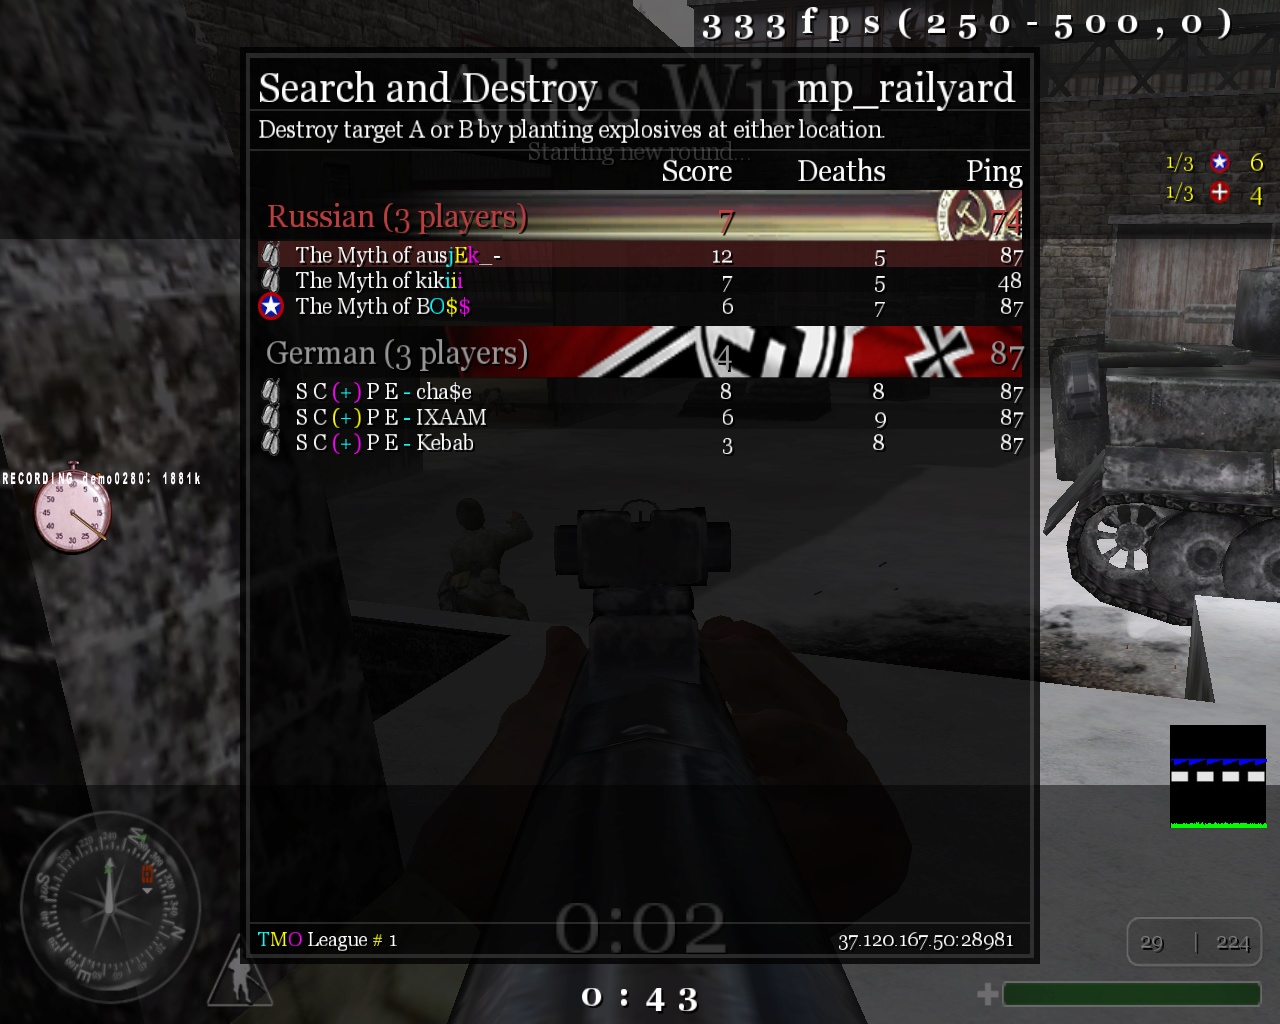 333fps(250-500,0)
Allies Win!
Search and Destroy mp_railyard
Destroy target A or B by planting explosives at either location.
Starting new round...
Score Deaths Ping
1/3 6
1/3 4
Russian (3 players) 7 74
The Myth of ausjEk_- 12 5 87
The Myth of kikiii 7 5 48
The Myth of BO$$ 6 7 87
German (3 players) 4 87
S C (+) P E - cha$e 8 8 87
S C (+) P E - IXAAM 6 9 87
S C (+) P E - Kebab 3 8 87
RECORDING demo0280: 1881k
0:02
TMO League # 1 37.120.167.50:28981
29 | 224
0:43